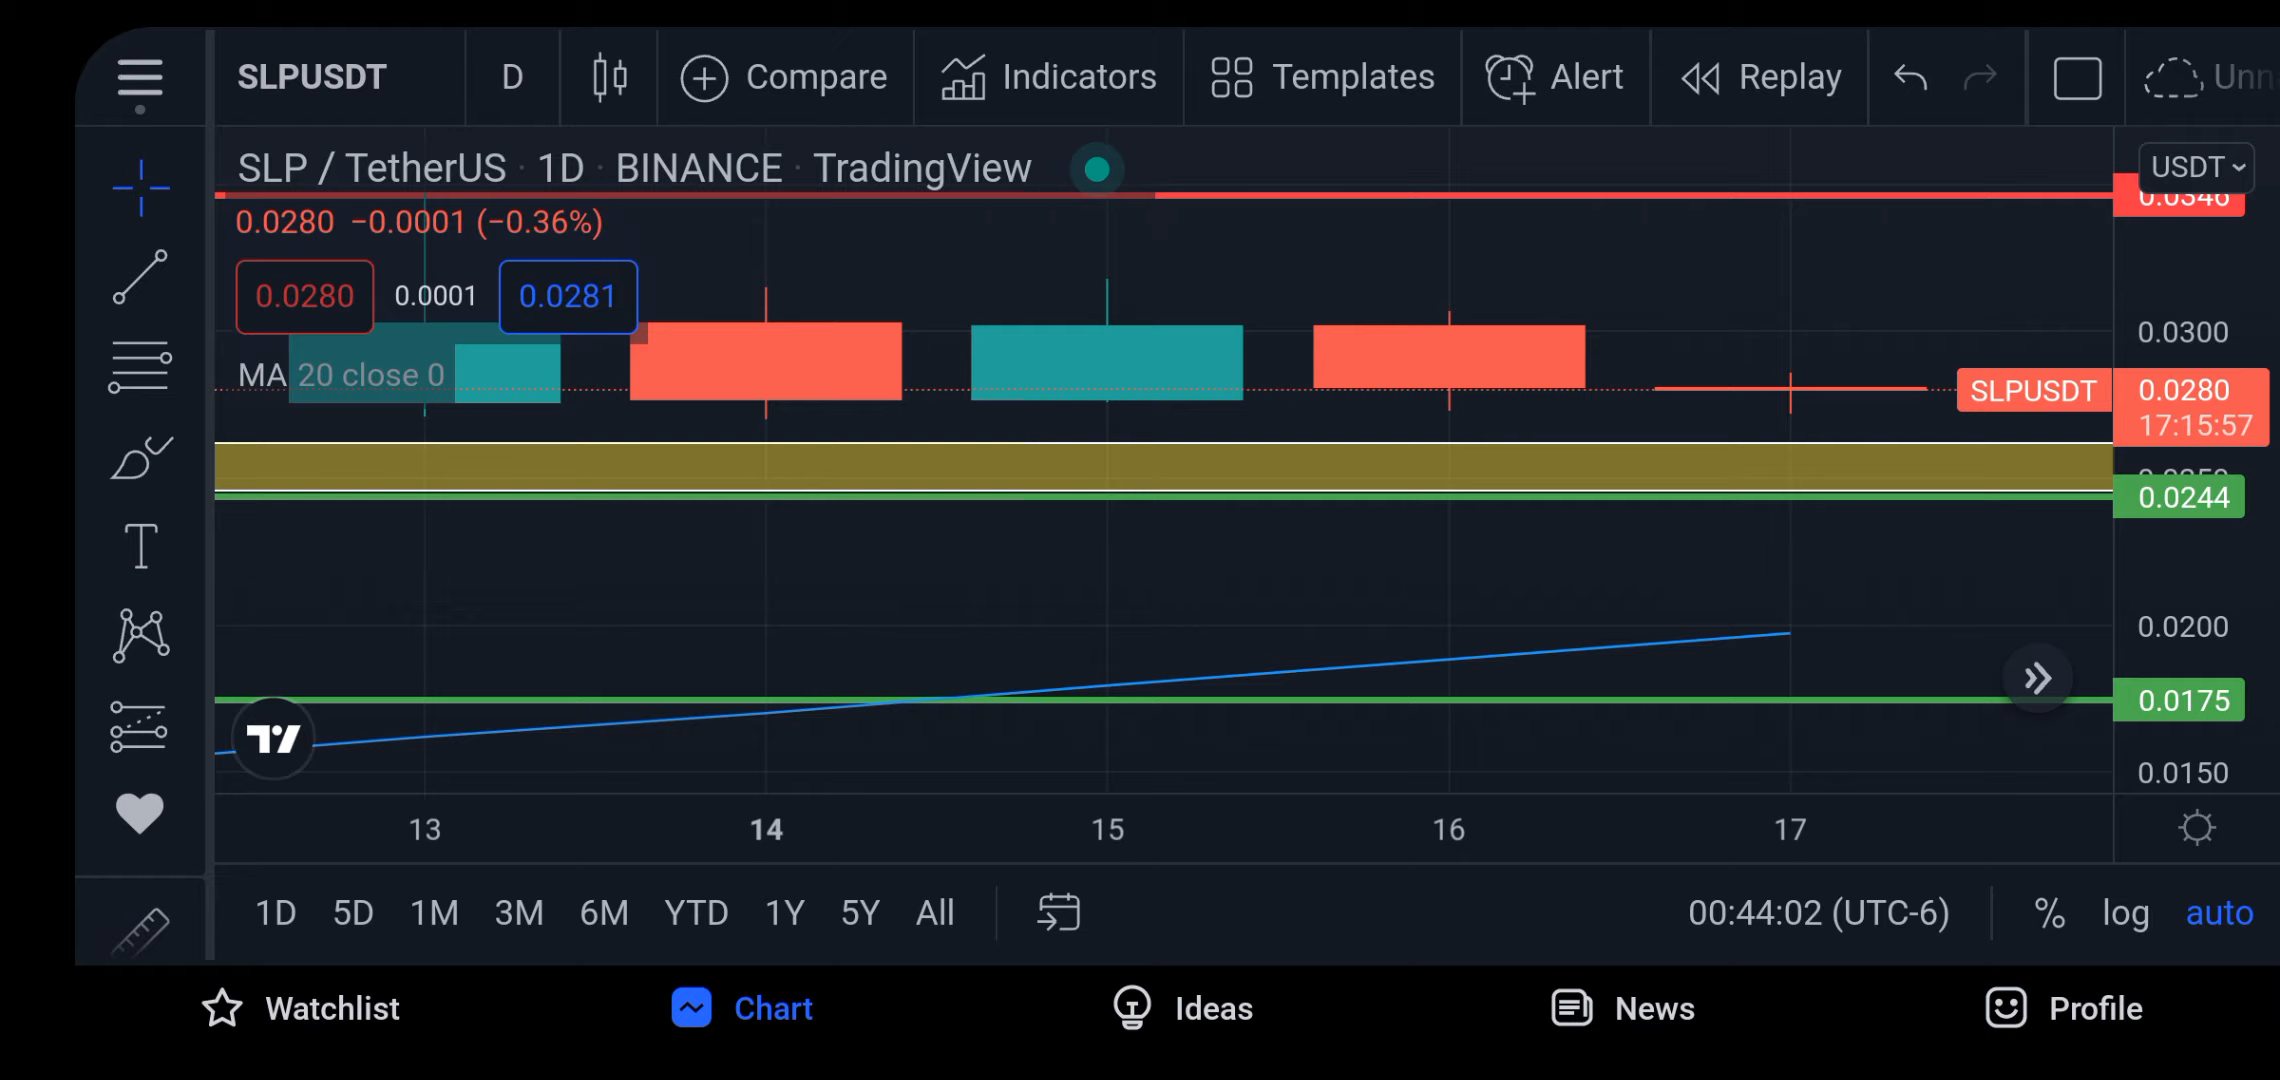 SLPUSDT D Compare Indicators Templates Alert Replay Unn
SLP / TetherUS · 1D · BINANCE · TradingView USDT
0.0346
0.0280 −0.0001 (−0.36%)
0.0280 0.0001 0.0281
0.0300
MA 20 close 0
SLPUSDT 0.0280
17:15:57
0.0244
0.0200
0.0175
0.0150
13 14 15 16 17
1D 5D 1M 3M 6M YTD 1Y 5Y All 00:44:02 (UTC-6) % log auto
Watchlist Chart Ideas News Profile